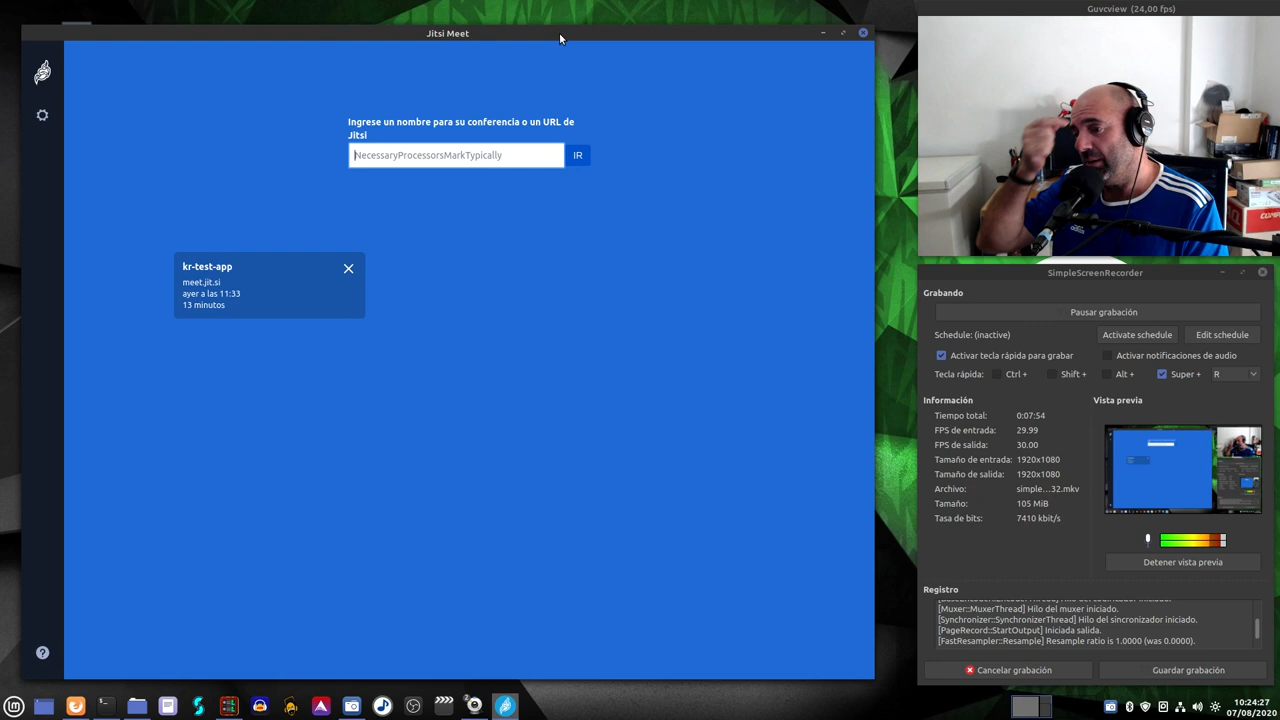 Jitsi Meet
Ingrese un nombre para su conferencia o un URL de
Jitsi
NecessaryProcessorsMarkTypically
IR
kr-test-app
meet.jit.si
ayer a las 11:33
13 minutos
Guvcview (24,00 fps)
SimpleScreenRecorder
Grabando
Pausar grabación
Schedule: (inactive)
Activate schedule
Edit schedule
Activar tecla rápida para grabar
Activar notificaciones de audio
Tecla rápida:
Ctrl +
Shift +
Alt +
Super +
R
Información
Vista previa
Tiempo total: 0:07:54
FPS de entrada: 29.99
FPS de salida: 30.00
Tamaño de entrada: 1920x1080
Tamaño de salida: 1920x1080
Archivo: simple…32.mkv
Tamaño: 105 MiB
Tasa de bits: 7410 kbit/s
Detener vista previa
Registro
[Muxer::MuxerThread] Hilo del muxer iniciado.
[Synchronizer::SynchronizerThread] Hilo del sincronizador iniciado.
[PageRecord::StartOutput] Iniciada salida.
[FastResampler::Resample] Resample ratio is 1.0000 (was 0.0000).
Cancelar grabación
Guardar grabación
10:24:27
07/08/2020